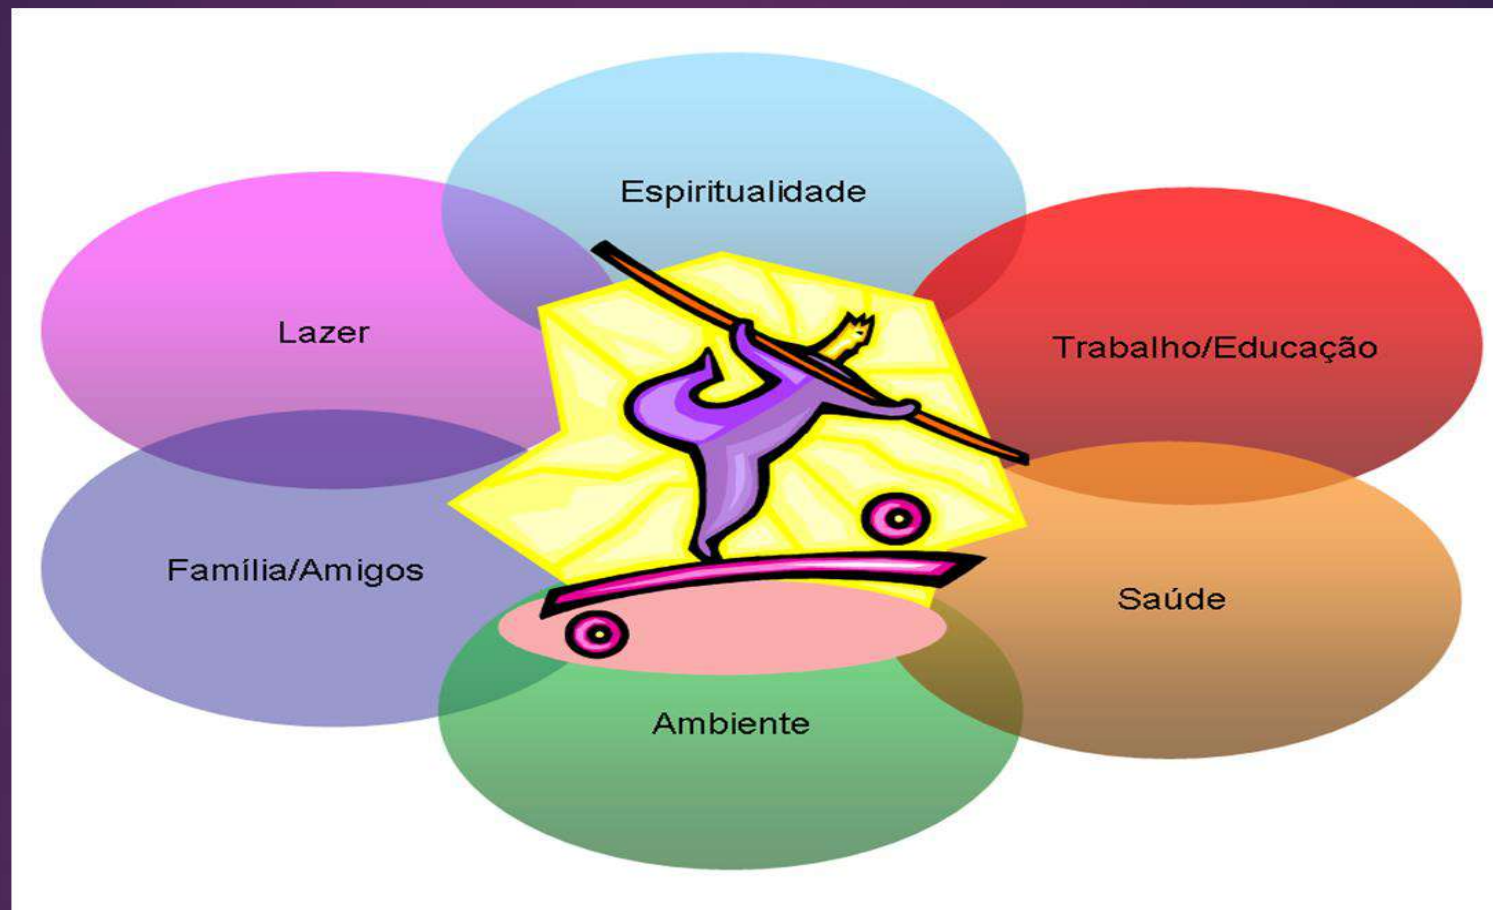 Espiritualidade
Lazer
Trabalho/Educação
Família/Amigos
Saúde
Ambiente